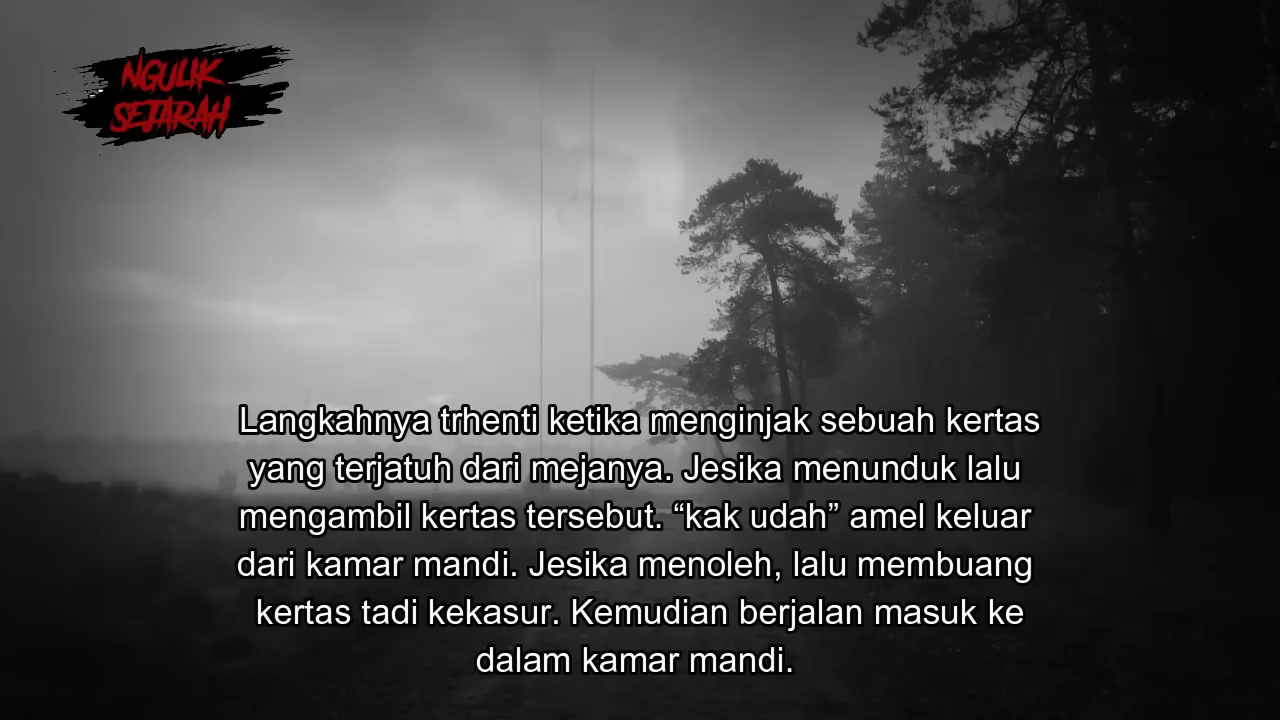 NGULIK
SEJARAH
Langkahnya trhenti ketika menginjak sebuah kertas
yang terjatuh dari mejanya. Jesika menunduk lalu
mengambil kertas tersebut. “kak udah” amel keluar
dari kamar mandi. Jesika menoleh, lalu membuang
kertas tadi kekasur. Kemudian berjalan masuk ke
dalam kamar mandi.